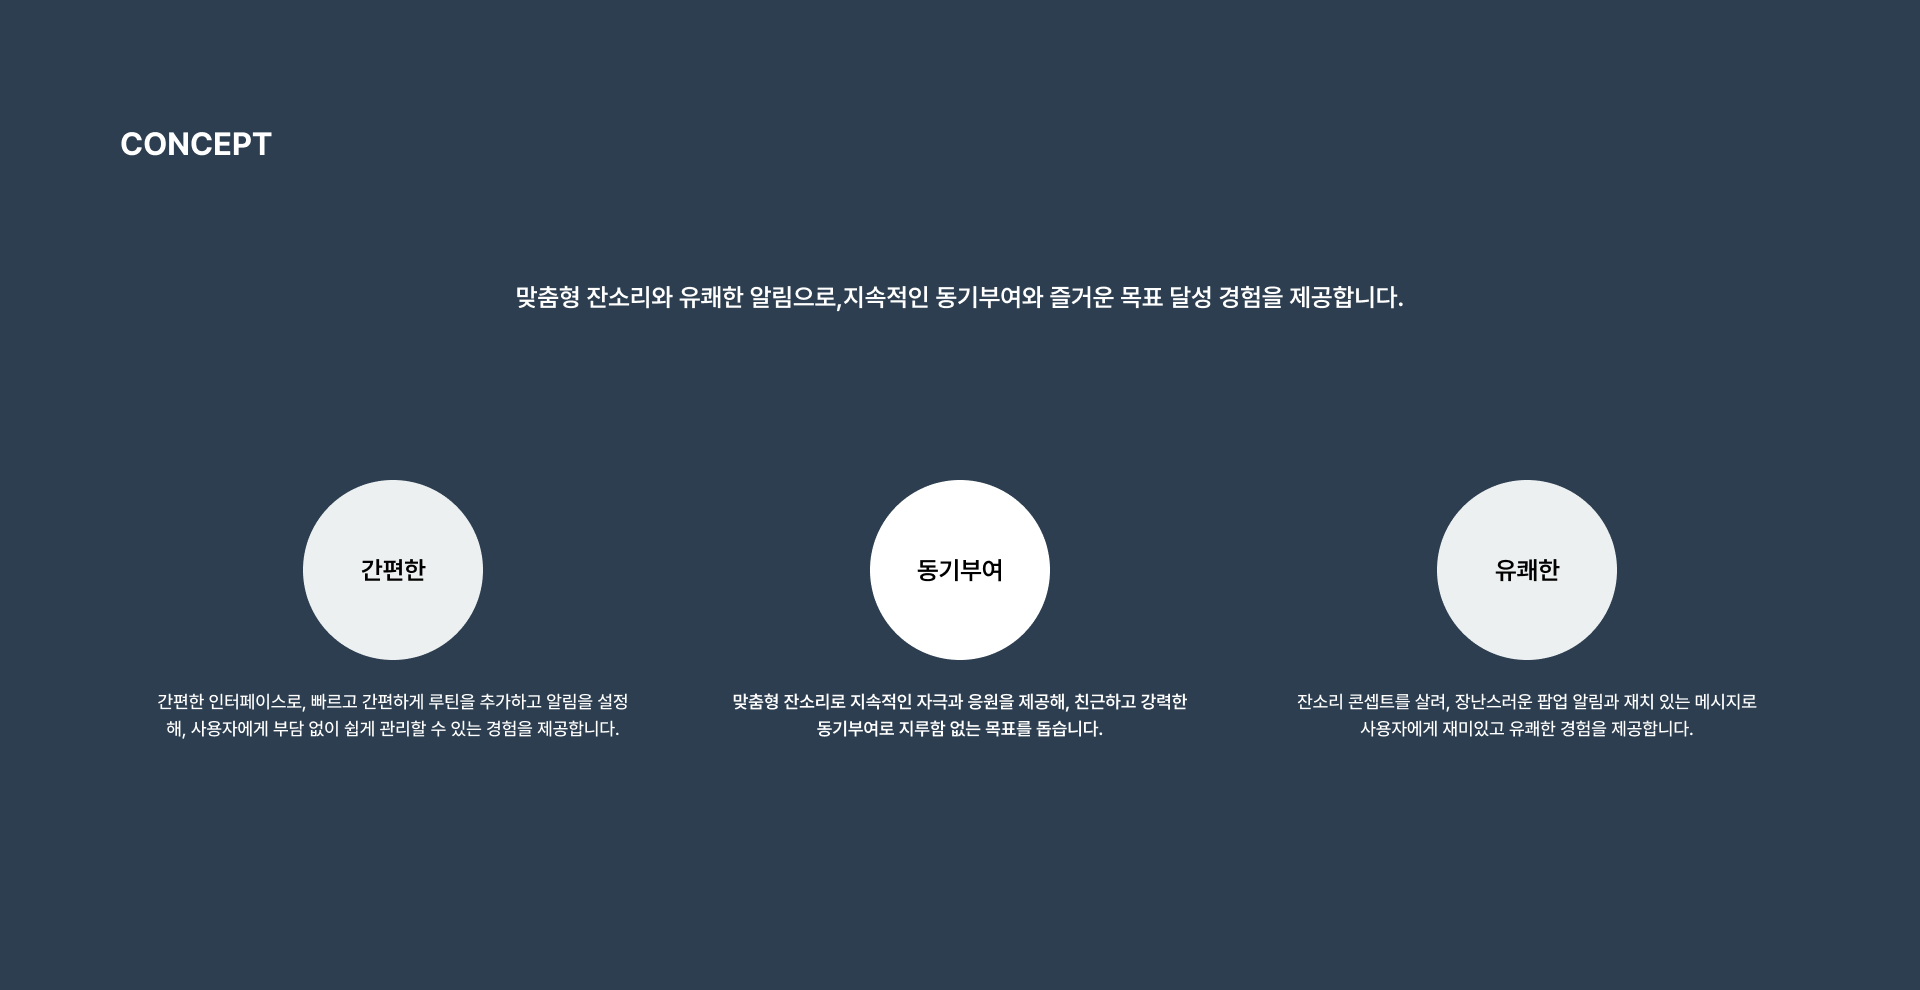 CONCEPT
맞춤형 잔소리와 유쾌한 알림으로,지속적인 동기부여와 즐거운 목표 달성 경험을 제공합니다.
간편한
동기부여
유쾌한
간편한 인터페이스로, 빠르고 간편하게 루틴을 추가하고 알림을 설정
해, 사용자에게 부담 없이 쉽게 관리할 수 있는 경험을 제공합니다.
맞춤형 잔소리로 지속적인 자극과 응원을 제공해, 친근하고 강력한
동기부여로 지루함 없는 목표를 돕습니다.
잔소리 콘셉트를 살려, 장난스러운 팝업 알림과 재치 있는 메시지로
사용자에게 재미있고 유쾌한 경험을 제공합니다.